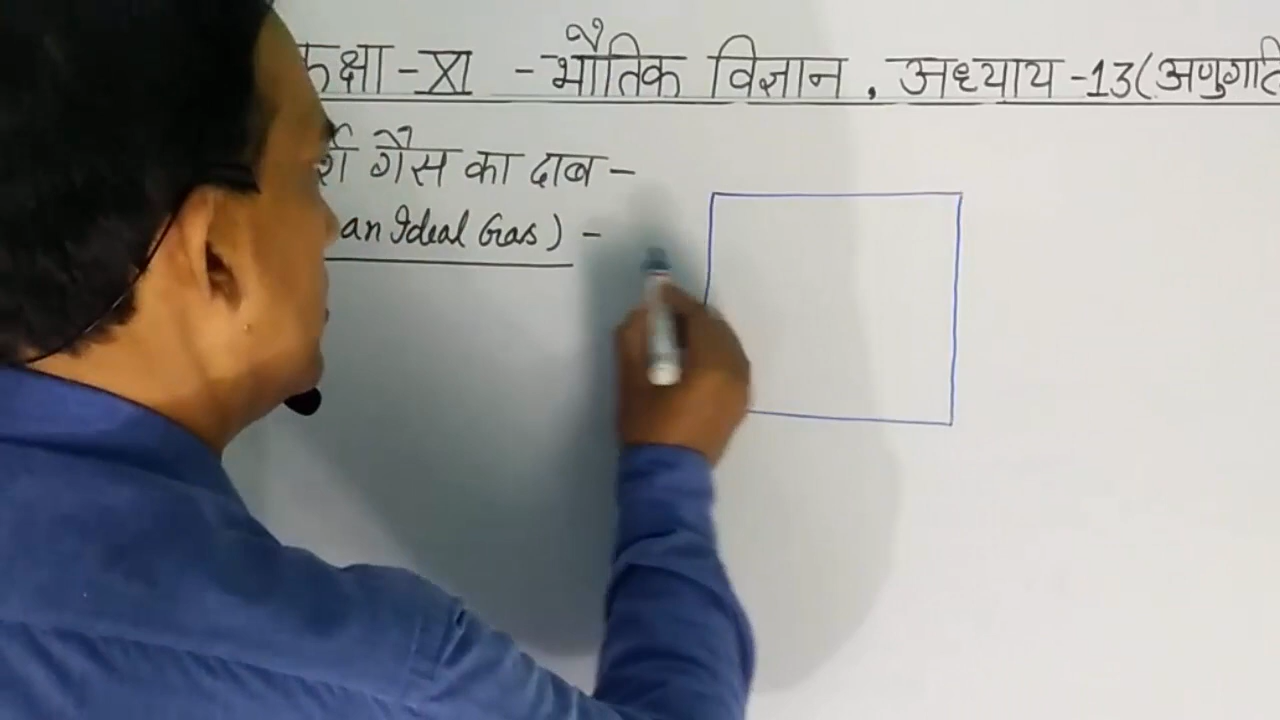 कक्षा - XI - भौतिक विज्ञान, अध्याय - 13 (अणुगति
गैस का दाब -
an Ideal Gas) -